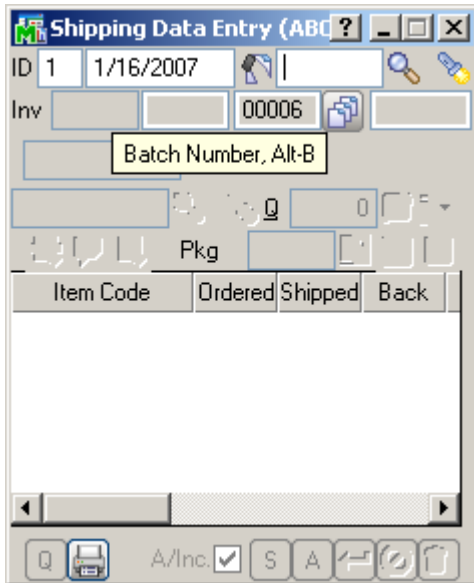 Shipping Data Entry (ABC
ID 1 1/16/2007
Inv 00006
Batch Number, Alt-B
Q 0
Pkg
Item Code Ordered Shipped Back
Q A/Inc. S A